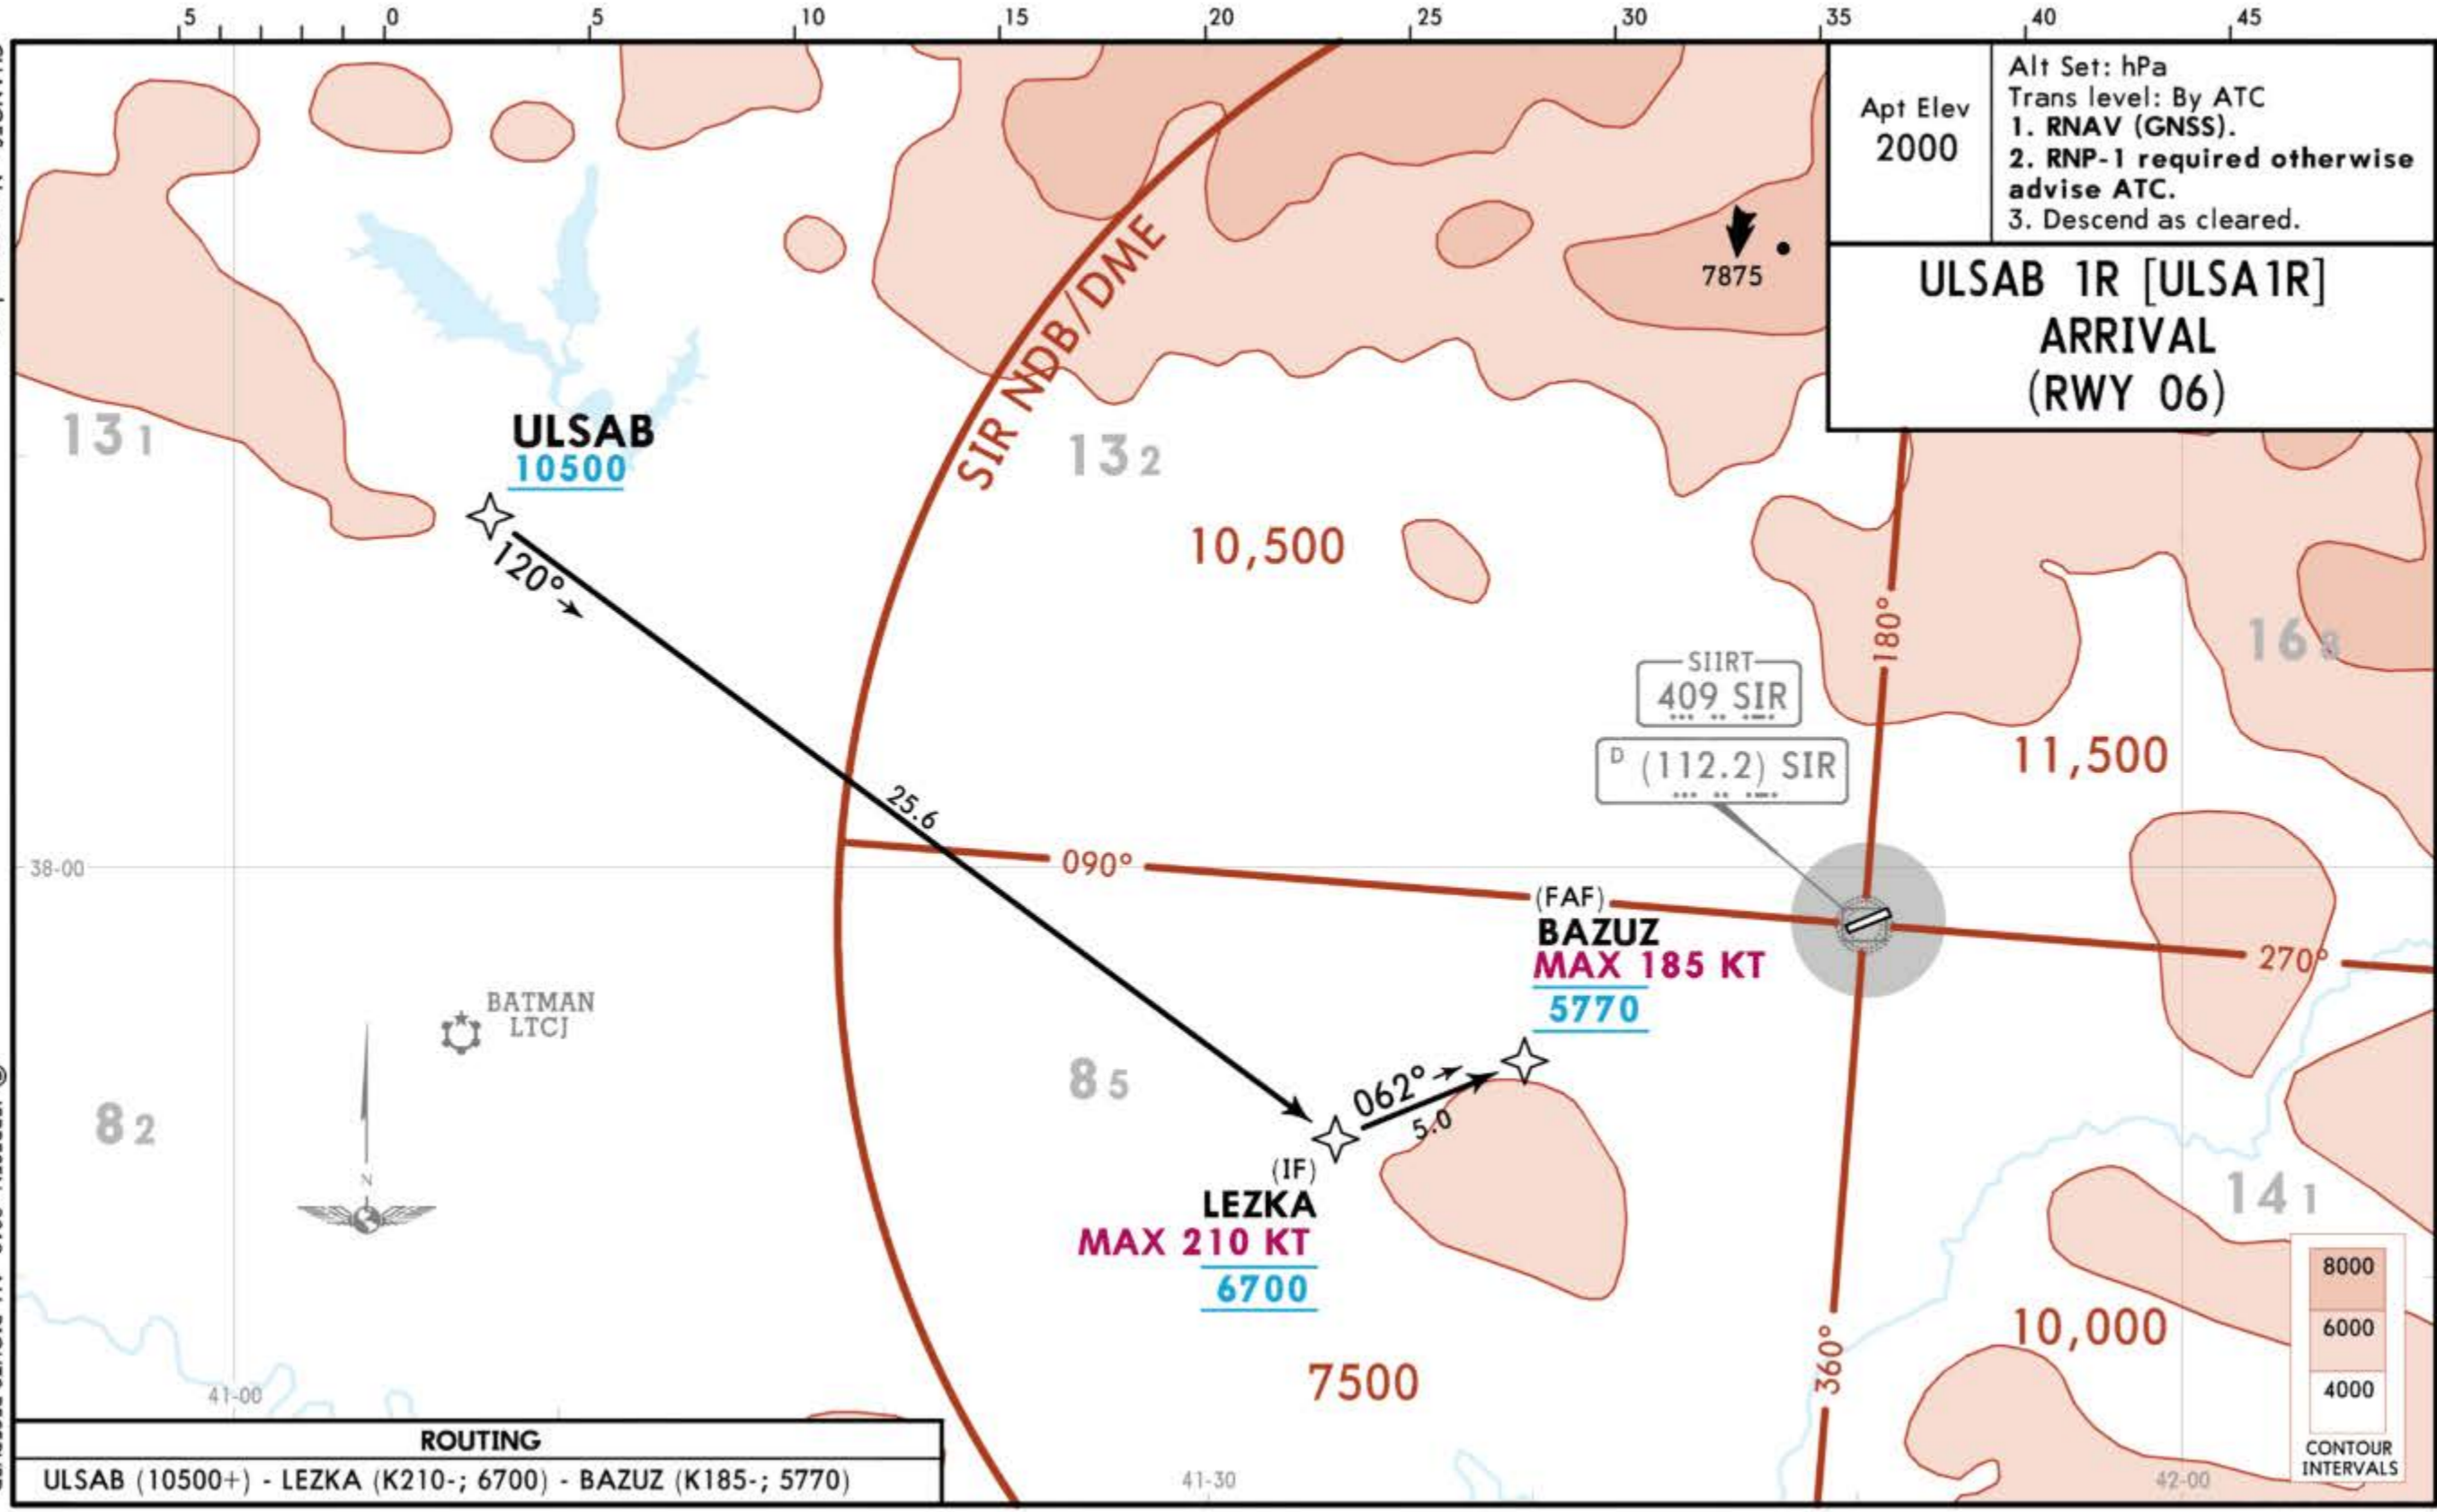 5 0 5 10 15 20 25 30 35 40 45
Apt Elev
2000
Alt Set: hPa
Trans level: By ATC
1. RNAV (GNSS).
2. RNP-1 required otherwise
advise ATC.
3. Descend as cleared.
ULSAB 1R [ULSA1R]
ARRIVAL
(RWY 06)
7875
SIR NDB/DME
131
ULSAB
10500
132
120°
10,500
180°
168
SIIRT
409 SIR
D (112.2) SIR
11,500
25.6
38-00
090°
(FAF)
BAZUZ
MAX 185 KT
5770
270°
BATMAN
LTCJ
82
85
062°
5.0
N
(IF)
LEZKA
MAX 210 KT
6700
141
10,000
7500
360°
8000
6000
4000
CONTOUR
INTERVALS
41-00
41-30
42-00
ROUTING
ULSAB (10500+) - LEZKA (K210-; 6700) - BAZUZ (K185-; 5770)